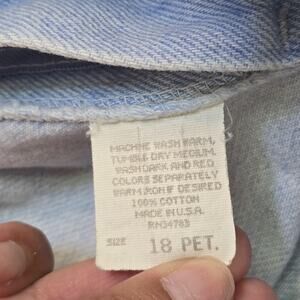 MACHINE WASH WARM,
TUMBLE DRY MEDIUM.
WASH DARK AND RED
COLORS SEPARATELY
WARM IRON IF DESIRED
100% COTTON
MADE IN U.S.A.
RN34783
SIZE 18 PET.